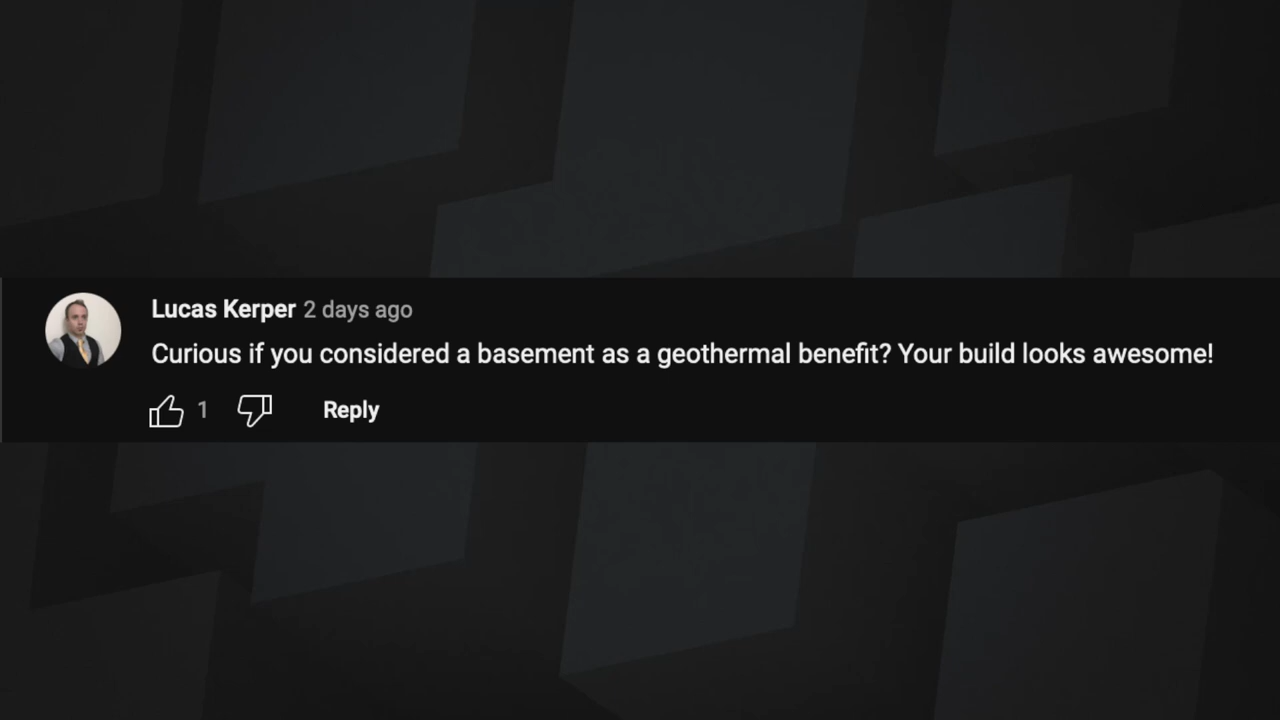 Lucas Kerper 2 days ago
Curious if you considered a basement as a geothermal benefit? Your build looks awesome!
1 Reply